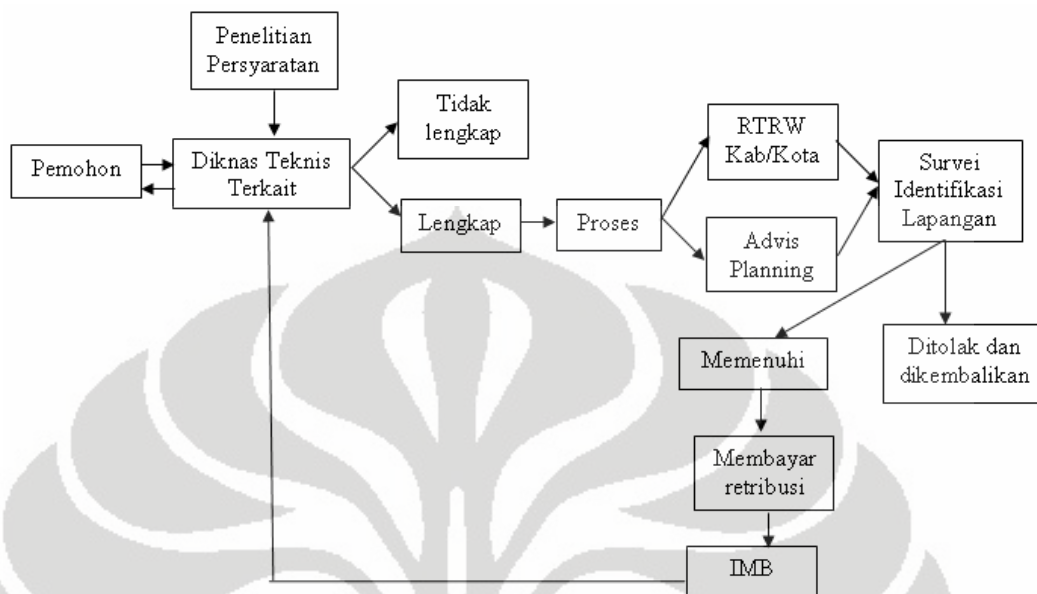 Penelitian
Persyaratan
Tidak
lengkap
Pemohon
Diknas Teknis
Terkait
Lengkap
Proses
RTRW
Kab/Kota
Advis
Planning
Survei
Identifikasi
Lapangan
Memenuhi
Ditolak dan
dikembalikan
Membayar
retribusi
IMB